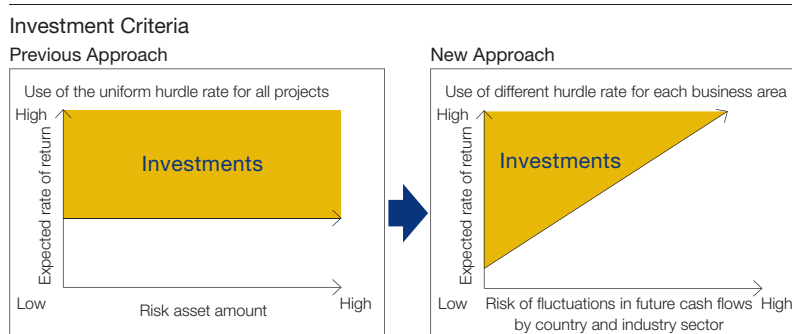 Investment Criteria
Previous Approach
Use of the uniform hurdle rate for all projects
High
Expected rate of return
Investments
Low
Risk asset amount
High
New Approach
Use of different hurdle rate for each business area
High
Expected rate of return
Investments
Low
Risk of fluctuations in future cash flows
by country and industry sector
High